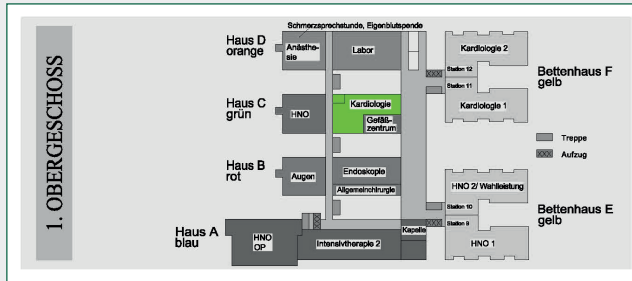 1. OBERGESCHOSS
Schmerzsprechstunde, Eigenblutspende
Haus D
orange
Anästhe-
sie
Labor
Kardiologie 2
Station 12
Station 11
Bettenhaus F
gelb
Kardiologie 1
Haus C
grün
HNO
Kardiologie
Gefäß-
zentrum
Treppe
Aufzug
Haus B
rot
Augen
Endoskopie
Allgemeinchirurgie
HNO 2/ Wahlleistung
Station 10
Station 9
Bettenhaus E
gelb
HNO 1
Haus A
blau
HNO
OP
Intensivtherapie 2
Kapelle